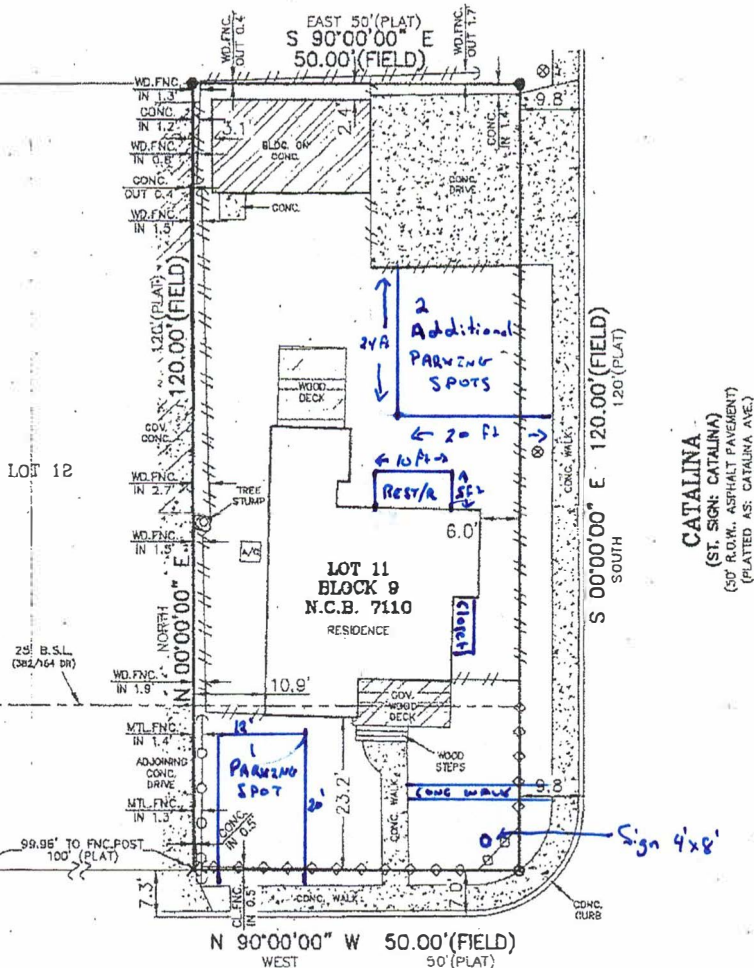 EAST 50'(PLAT)
S 90°00'00" E
50.00'(FIELD)
WD.FNC.
OUT 0.4'
WD.FNC.
OUT 1.7'
WD.FNC.
IN 1.3'
CONC.
IN 1.2'
WD.FNC.
IN 0.8'
CONC.
OUT 0.4'
WD.FNC.
IN 1.5'
3.1'
2.4'
BLDG. ON
CONC.
CONC.
IN 1.4'
9.8
CONC.
DRIVE
CONC.
N 00°00'00" E 120.00'(FIELD)
NORTH 120'(PLAT)
24ft
2
Additional
PARKING
SPOTS
20 ft
WOOD
DECK
COV.
CONC.
LOT 12
WD.FNC.
IN 2.7'
TREE
STUMP
WD.FNC.
IN 1.5'
A/C
10 ft
REST/R
5ft
6.0'
CONC. WALK
S 00°00'00" E 120.00'(FIELD)
SOUTH 120'(PLAT)
CATALINA
(ST. SIGN: CATALINA)
(50' R.O.W., ASPHALT PAVEMENT)
(PLATTED AS: CATALINA AVE.)
LOT 11
BLOCK 9
N.C.B. 7110
RESIDENCE
Closet
25' B.S.L.
(382/164 DR)
WD.FNC.
IN 1.9'
10.9'
COV.
WOOD
DECK
MTL.FNC.
IN 1.4'
12'
1
PARKING
SPOT
20'
23.2'
WOOD
STEPS
ADJOINING
CONC.
DRIVE
MTL.FNC.
IN 1.3'
CONC.
IN 0.5'
CONC. WALK
CONC WALK
9.8
Sign 4'x8'
99.96' TO FNC.POST
100' (PLAT)
7.3'
CL.FNC.
IN 0.5'
CONC. WALK
7.0'
CONC.
CURB
N 90°00'00" W 50.00'(FIELD)
WEST 50'(PLAT)